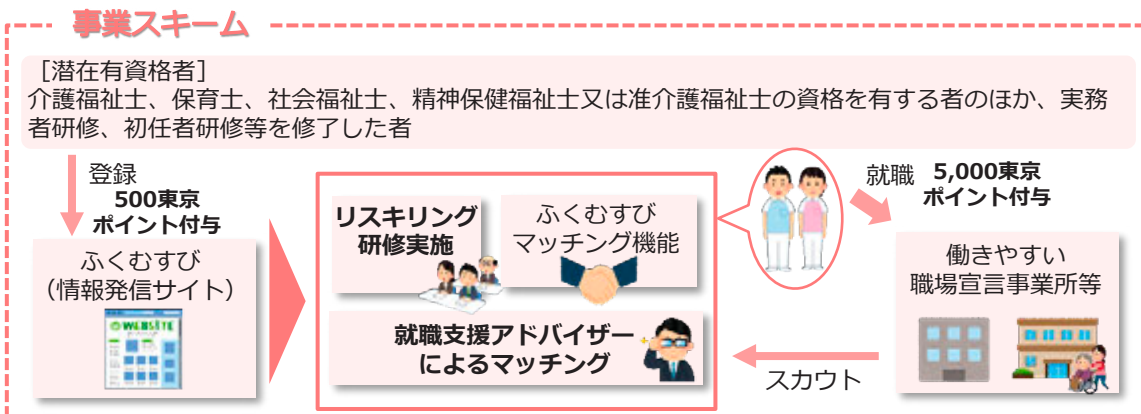 事業スキーム
［潜在有資格者］
介護福祉士、保育士、社会福祉士、精神保健福祉士又は准介護福祉士の資格を有する者のほか、実務
者研修、初任者研修等を修了した者
登録
500東京
ポイント付与
ふくむすび
（情報発信サイト）
WEBSITE
リスキリング
研修実施
ふくむすび
マッチング機能
就職支援アドバイザー
によるマッチング
就職
5,000東京
ポイント付与
働きやすい
職場宣言事業所等
スカウト